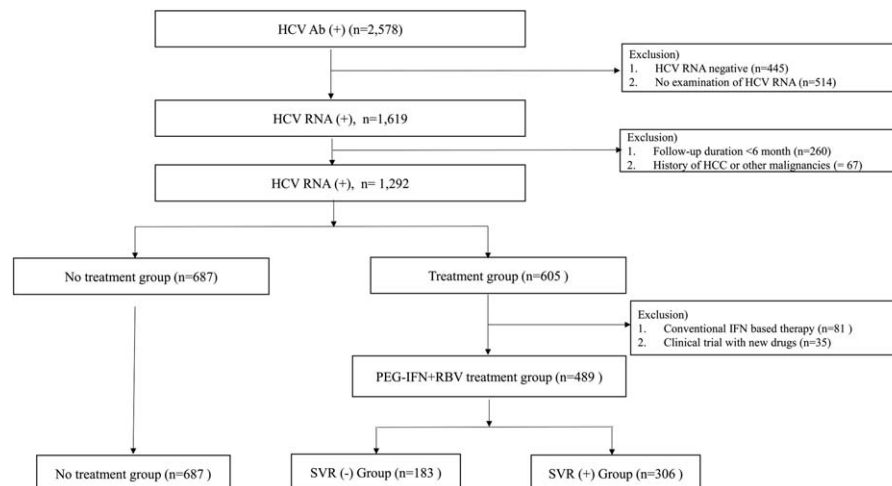 HCV Ab (+) (n=2,578)
Exclusion)
1. HCV RNA negative (n=445)
2. No examination of HCV RNA (n=514)
HCV RNA (+), n=1,619
Exclusion)
1. Follow-up duration <6 month (n=260)
2. History of HCC or other malignancies (= 67)
HCV RNA (+), n= 1,292
No treatment group (n=687)
Treatment group (n=605 )
Exclusion)
1. Conventional IFN based therapy (n=81 )
2. Clinical trial with new drugs (n=35)
PEG-IFN+RBV treatment group (n=489 )
No treatment group (n=687 )
SVR (-) Group (n=183 )
SVR (+) Group (n=306 )